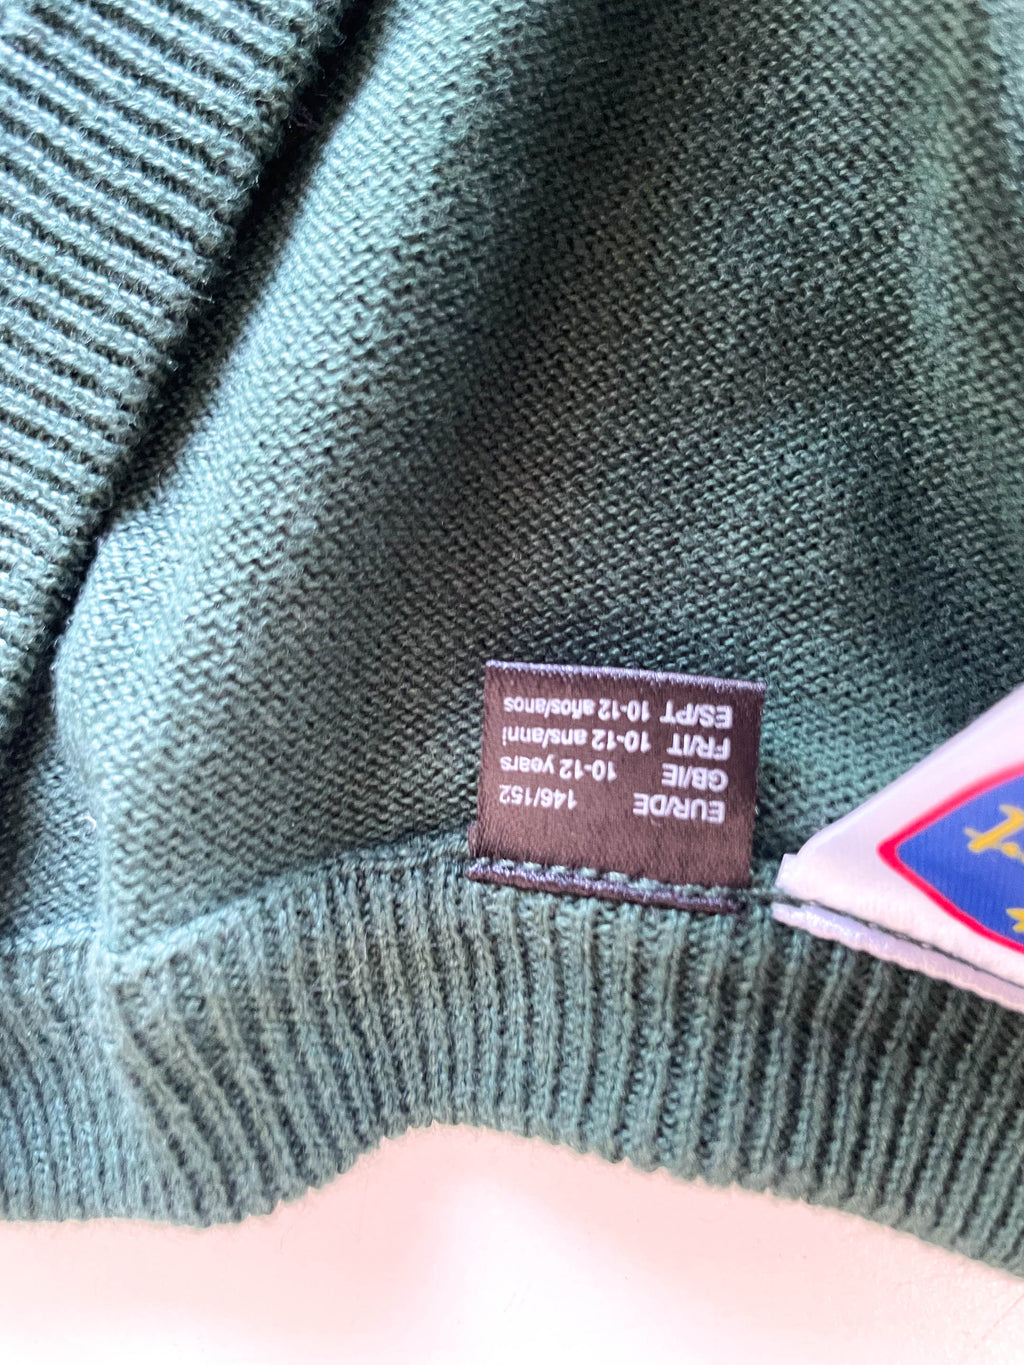 EUR/DE 146/152
GB/IE 10-12 years
FR/IT 10-12 ans/anni
ES/PT 10-12 años/anos